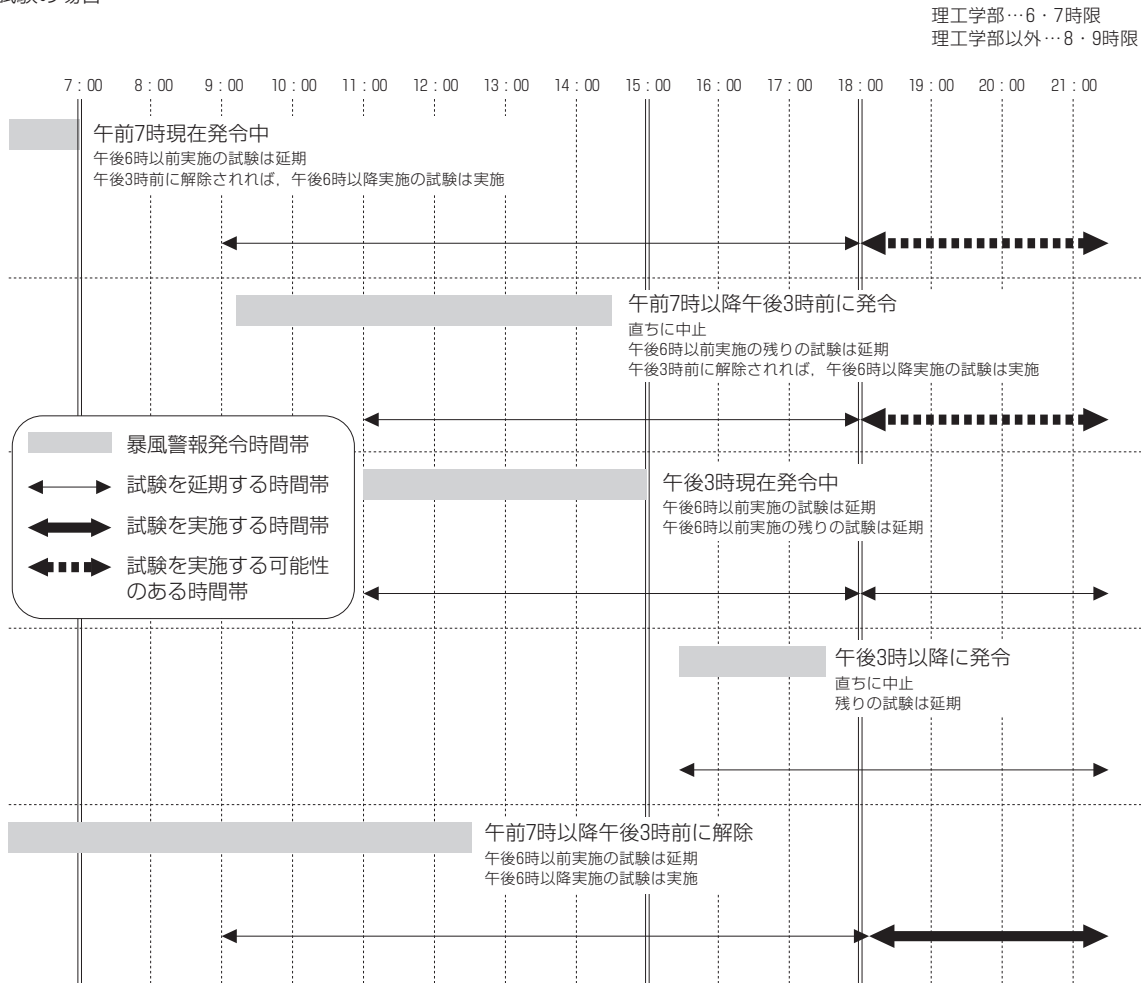 理工学部…6・7時限
理工学部以外…8・9時限
7：00 8：00 9：00 10：00 11：00 12：00 13：00 14：00 15：00 16：00 17：00 18：00 19：00 20：00 21：00
午前7時現在発令中
午後6時以前実施の試験は延期
午後3時前に解除されれば，午後6時以降実施の試験は実施
午前7時以降午後3時前に発令
直ちに中止
午後6時以前実施の残りの試験は延期
午後3時前に解除されれば，午後6時以降実施の試験は実施
暴風警報発令時間帯
試験を延期する時間帯
試験を実施する時間帯
試験を実施する可能性
のある時間帯
午後3時現在発令中
午後6時以前実施の試験は延期
午後6時以前実施の残りの試験は延期
午後3時以降に発令
直ちに中止
残りの試験は延期
午前7時以降午後3時前に解除
午後6時以前実施の試験は延期
午後6時以降実施の試験は実施